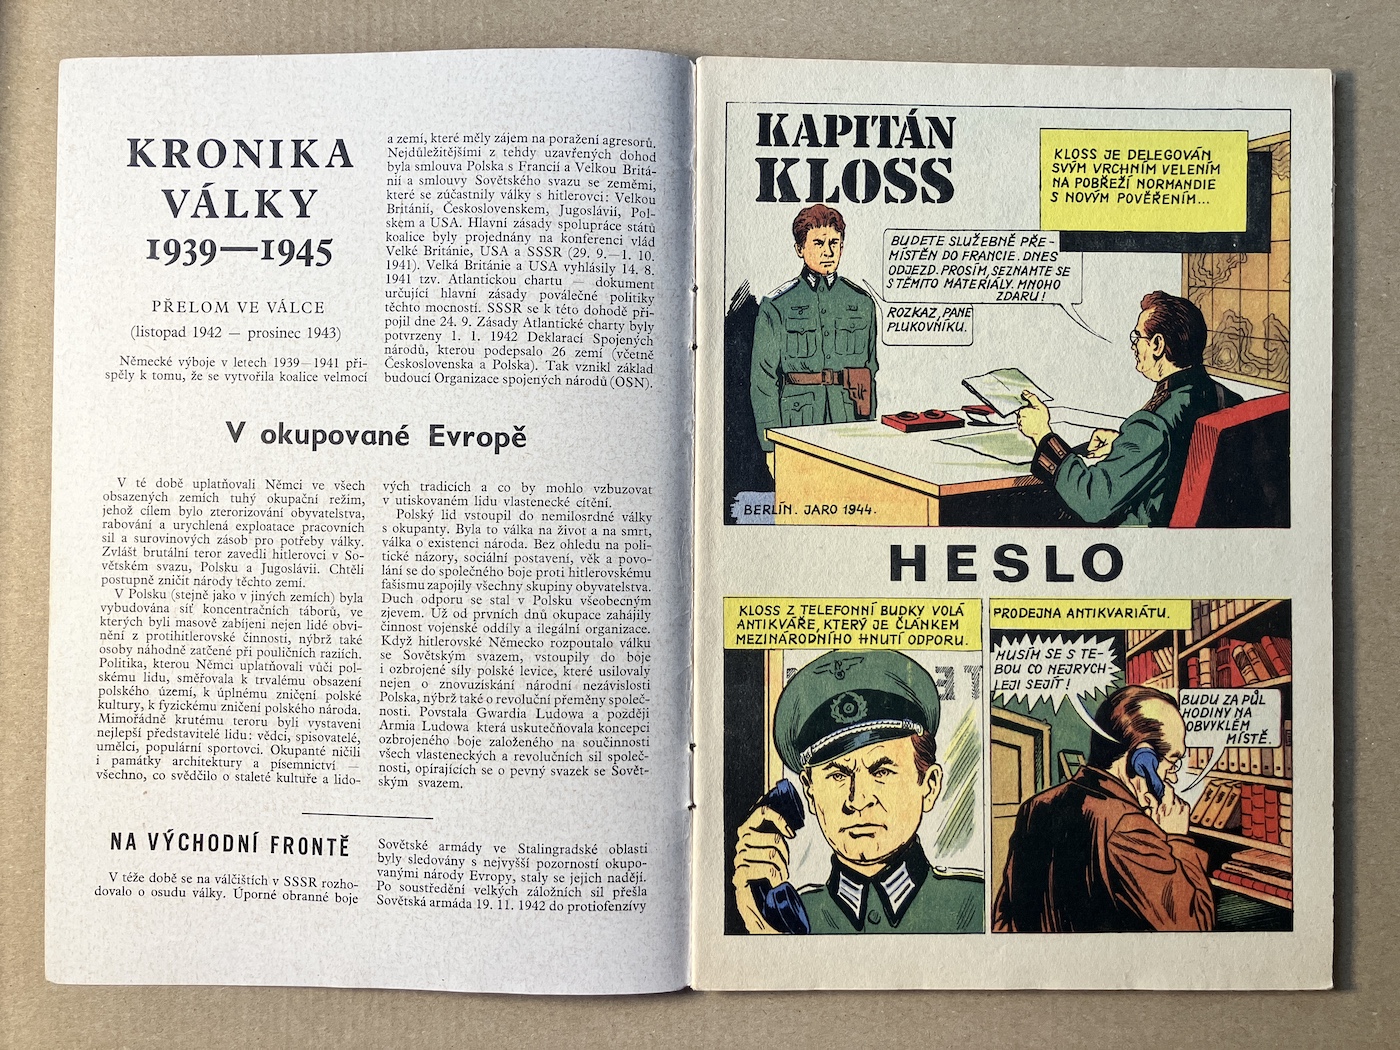 KRONIKA
VÁLKY
1939—1945
PŘELOM VE VÁLCE
(listopad 1942 — prosinec 1943)
Německé výboje v letech 1939—1941 při-
spěly k tomu, že se vytvořila koalice velmocí
a zemí, které měly zájem na poražení agresorů.
Nejdůležitějšími z tehdy uzavřených dohod
byla smlouva Polska s Francií a Velkou Britá-
nií a smlouvy Sovětského svazu se zeměmi,
které se zúčastnily války s hitlerovci: Velkou
Británií, Československem, Jugoslávií, Pol-
skem a USA. Hlavní zásady spolupráce států
koalice byly projednány na konferenci vlád
Velké Británie, USA a SSSR (29. 9.—1. 10.
1941). Velká Británie a USA vyhlásily 14. 8.
1941 tzv. Atlantickou chartu — dokument
určující hlavní zásady poválečné politiky
těchto mocností. SSSR se k této dohodě při-
pojil dne 24. 9. Zásady Atlantické charty byly
potvrzeny 1. 1. 1942 Deklarací Spojených
národů, kterou podepsalo 26 zemí (včetně
Československa a Polska). Tak vznikl základ
budoucí Organizace spojených národů (OSN).
V okupované Evropě
V té době uplatňovali Němci ve všech
obsazených zemích tuhý okupační režim,
jehož cílem bylo zterorizování obyvatelstva,
rabování a urychlená exploatace pracovních
sil a surovinových zásob pro potřeby války.
Zvlášť brutální teror zavedli hitlerovci v So-
větském svazu, Polsku a Jugoslávii. Chtěli
postupně zničit národy těchto zemí.
V Polsku (stejně jako v jiných zemích) byla
vybudována síť koncentračních táborů, ve
kterých byli masově zabíjeni nejen lidé obvi-
nění z protihitlerovské činnosti, nýbrž také
osoby náhodně zatčené při pouličních raziích.
Politika, kterou Němci uplatňovali vůči pol-
skému lidu, směřovala k trvalému obsazení
polského území, k úplnému zničení polské
kultury, k fyzickému zničení polského národa.
Mimořádně krutému teroru byli vystaveni
nejlepší představitelé lidu: vědci, spisovatelé,
umělci, populární sportovci. Okupanté ničili
i památky architektury a písemnictví —
všechno, co svědčilo o staleté kultuře a lido-
vých tradicích a co by mohlo vzbuzovat
v utiskovaném lidu vlastenecké cítění.
Polský lid vstoupil do nemilosrdné války
s okupanty. Byla to válka na život a na smrt,
válka o existenci národa. Bez ohledu na poli-
tické názory, sociální postavení, věk a povo-
lání se do společného boje proti hitlerovskému
fašismu zapojily všechny skupiny obyvatelstva.
Duch odporu se stal v Polsku všeobecným
zjevem. Už od prvních dnů okupace zahájily
činnost vojenské oddíly a ilegální organizace.
Když hitlerovské Německo rozpoutalo válku
se Sovětským svazem, vstoupily do boje
i ozbrojené síly polské levice, které usilovaly
nejen o znovuzískání národní nezávislosti
Polska, nýbrž také o revoluční přeměny společ-
nosti. Povstala Gwardia Ludowa a později
Armia Ludowa která uskutečňovala koncepci
ozbrojeného boje založeného na součinnosti
všech vlasteneckých a revolučních sil společ-
nosti, opírajících se o pevný svazek se Sovět-
ským svazem.
NA VÝCHODNÍ FRONTĚ
V téže době se na válčištích v SSSR rozho-
dovalo o osudu války. Úporné obranné boje
Sovětské armády ve Stalingradské oblasti
byly sledovány s nejvyšší pozorností okupo-
vanými národy Evropy, staly se jejich nadějí.
Po soustředění velkých záložních sil přešla
Sovětská armáda 19. 11. 1942 do protiofenzívy
KAPITÁN
KLOSS
KLOSS JE DELEGOVÁN
SVÝM VRCHNÍM VELENÍM
NA POBŘEŽÍ NORMANDIE
S NOVÝM POVĚŘENÍM...
BUDETE SLUŽEBNĚ PŘE-
MÍSTĚN DO FRANCIE. DNES
ODJEZD. PROSÍM, SEZNAMTE SE
S TĚMITO MATERIÁLY. MNOHO
ZDARU!
ROZKAZ, PANE
PLUKOVNÍKU.
BERLÍN. JARO 1944.
HESLO
KLOSS Z TELEFONNÍ BUDKY VOLÁ
ANTIKVÁŘE, KTERÝ JE ČLÁNKEM
MEZINÁRODNÍHO HNUTÍ ODPORU.
PRODEJNA ANTIKVARIÁTU.
MUSÍM SE S TE-
BOU CO NEJRYCH-
LEJI SEJÍT!
BUDU ZA PŮL
HODINY NA
OBVYKLÉM
MÍSTĚ.